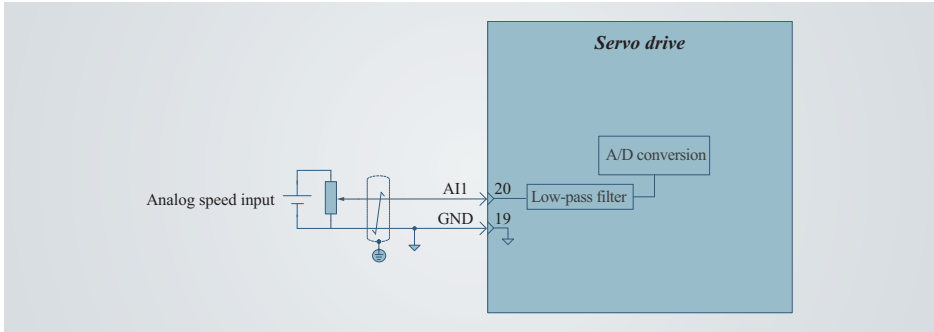 Servo drive
A/D conversion
Analog speed input
AI1
20
Low-pass filter
GND
19